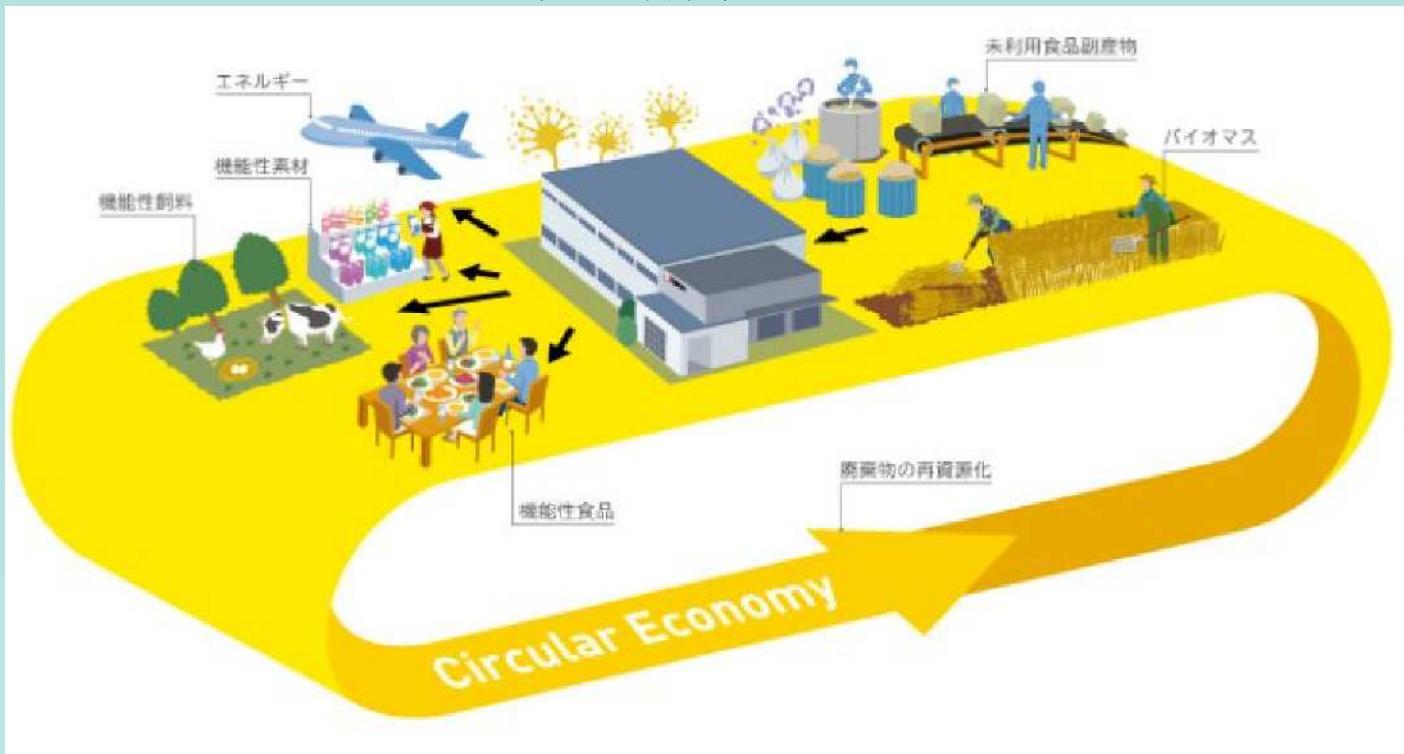 未利用食品副産物
エネルギー
バイオマス
機能性素材
機能性飼料
廃棄物の再資源化
機能性食品
Circular Economy